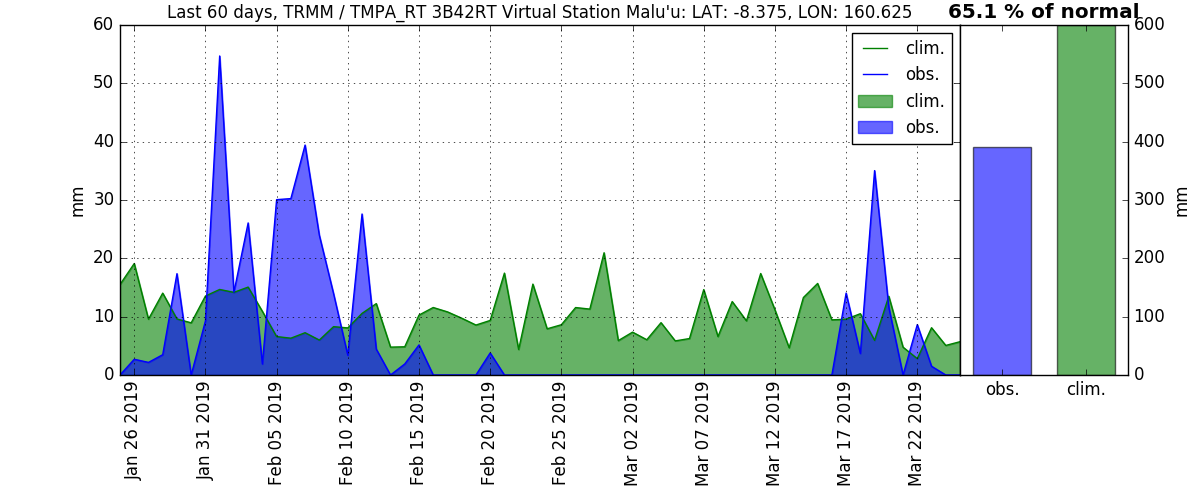 Last 60 days, TRMM / TMPA_RT 3B42RT Virtual Station Malu'u: LAT: -8.375, LON: 160.625
65.1 % of normal
60
50
40
30
20
10
0
mm
clim.
obs.
clim.
obs.
Jan 26 2019
Jan 31 2019
Feb 05 2019
Feb 10 2019
Feb 15 2019
Feb 20 2019
Feb 25 2019
Mar 02 2019
Mar 07 2019
Mar 12 2019
Mar 17 2019
Mar 22 2019
obs.
clim.
600
500
400
300
200
100
0
mm